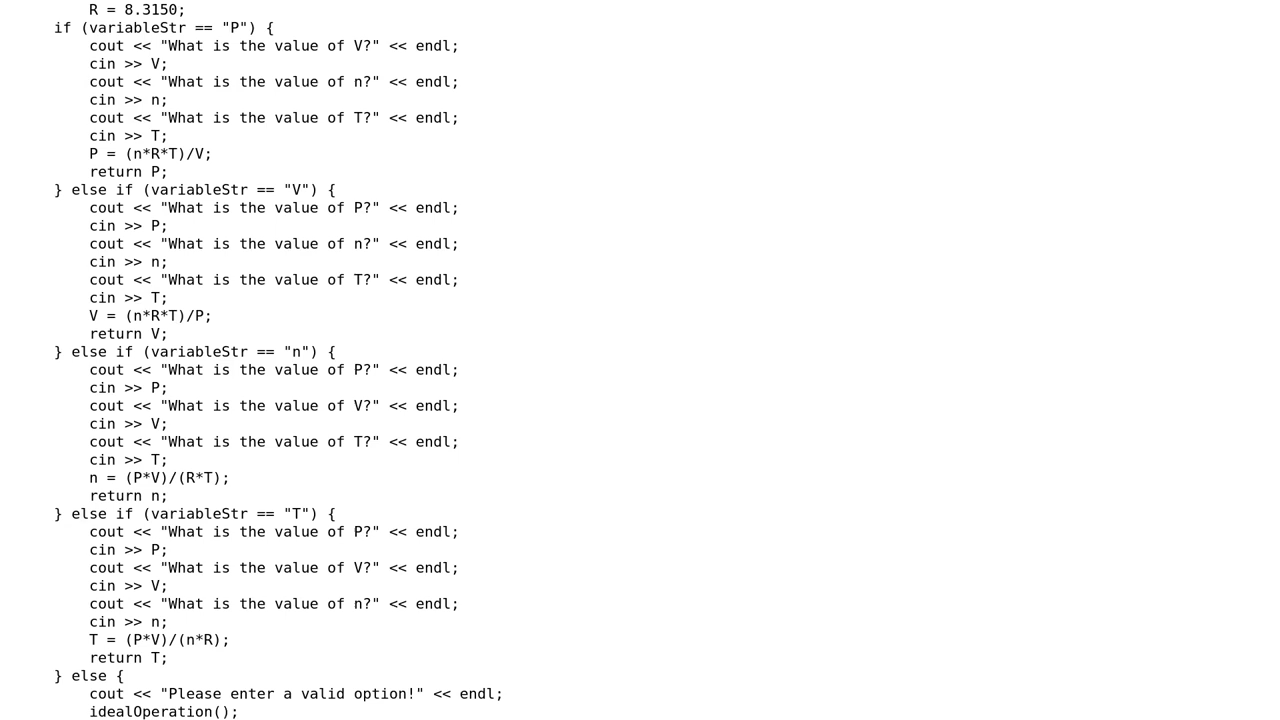 R = 8.3150;
    if (variableStr == "P") {
        cout << "What is the value of V?" << endl;
        cin >> V;
        cout << "What is the value of n?" << endl;
        cin >> n;
        cout << "What is the value of T?" << endl;
        cin >> T;
        P = (n*R*T)/V;
        return P;
    } else if (variableStr == "V") {
        cout << "What is the value of P?" << endl;
        cin >> P;
        cout << "What is the value of n?" << endl;
        cin >> n;
        cout << "What is the value of T?" << endl;
        cin >> T;
        V = (n*R*T)/P;
        return V;
    } else if (variableStr == "n") {
        cout << "What is the value of P?" << endl;
        cin >> P;
        cout << "What is the value of V?" << endl;
        cin >> V;
        cout << "What is the value of T?" << endl;
        cin >> T;
        n = (P*V)/(R*T);
        return n;
    } else if (variableStr == "T") {
        cout << "What is the value of P?" << endl;
        cin >> P;
        cout << "What is the value of V?" << endl;
        cin >> V;
        cout << "What is the value of n?" << endl;
        cin >> n;
        T = (P*V)/(n*R);
        return T;
    } else {
        cout << "Please enter a valid option!" << endl;
        idealOperation();